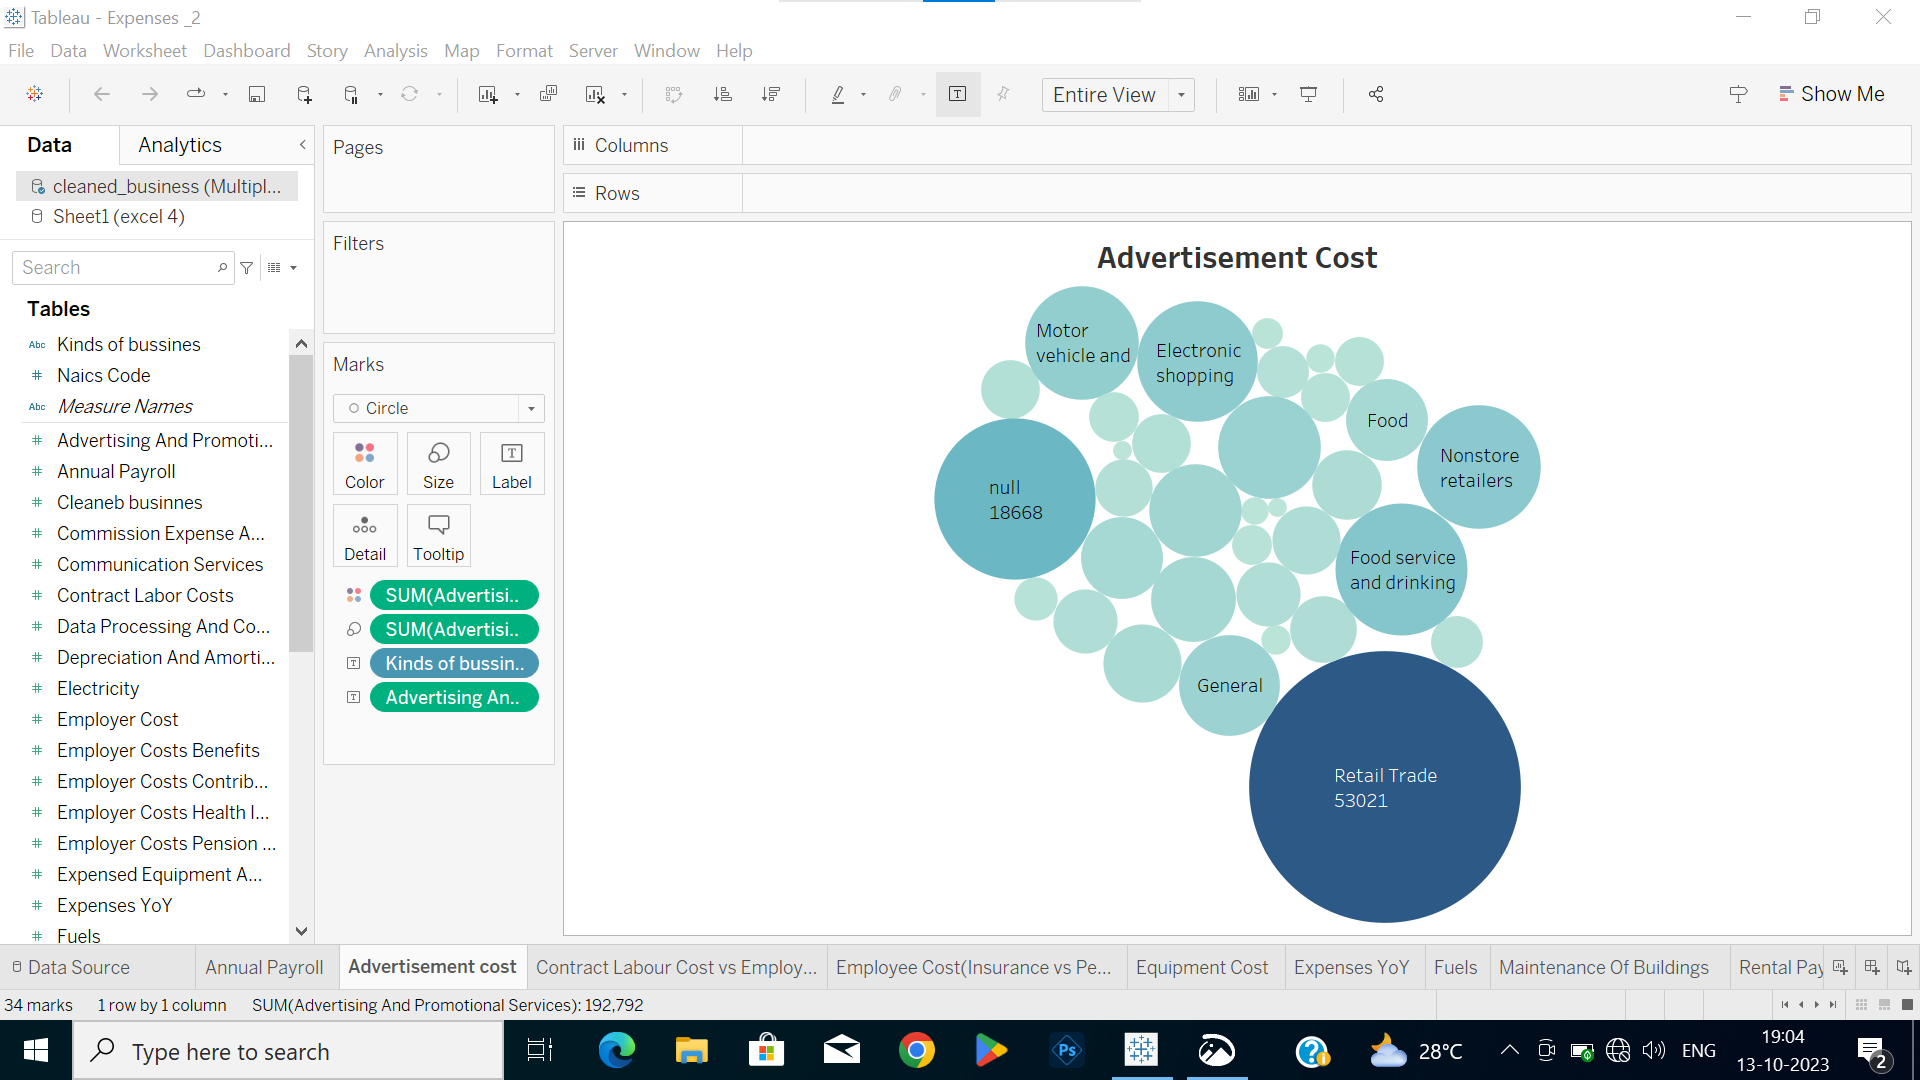 Tableau - Expenses _2
File Data Worksheet Dashboard Story Analysis Map Format Server Window Help
Entire View
Show Me
Data
Analytics
cleaned_business (Multipl...
Sheet1 (excel 4)
Search
Tables
Abc Kinds of bussines
# Naics Code
Abc Measure Names
# Advertising And Promoti...
# Annual Payroll
# Cleaneb businnes
# Commission Expense A...
# Communication Services
# Contract Labor Costs
# Data Processing And Co...
# Depreciation And Amorti...
# Electricity
# Employer Cost
# Employer Costs Benefits
# Employer Costs Contrib...
# Employer Costs Health I...
# Employer Costs Pension ...
# Expensed Equipment A...
# Expenses YoY
# Fuels
Pages
Filters
Marks
Circle
Color
Size
Label
Detail
Tooltip
SUM(Advertisi..
SUM(Advertisi..
Kinds of bussin..
Advertising An..
Columns
Rows
Advertisement Cost
Motor
vehicle and
Electronic
shopping
Food
Nonstore
retailers
null
18668
Food service
and drinking
General
Retail Trade
53021
Data Source
Annual Payroll
Advertisement cost
Contract Labour Cost vs Employ...
Employee Cost(Insurance vs Pe...
Equipment Cost
Expenses YoY
Fuels
Maintenance Of Buildings
Rental Pay
34 marks
1 row by 1 column
SUM(Advertising And Promotional Services): 192,792
Type here to search
Ps
28°C
ENG
19:04
13-10-2023
2